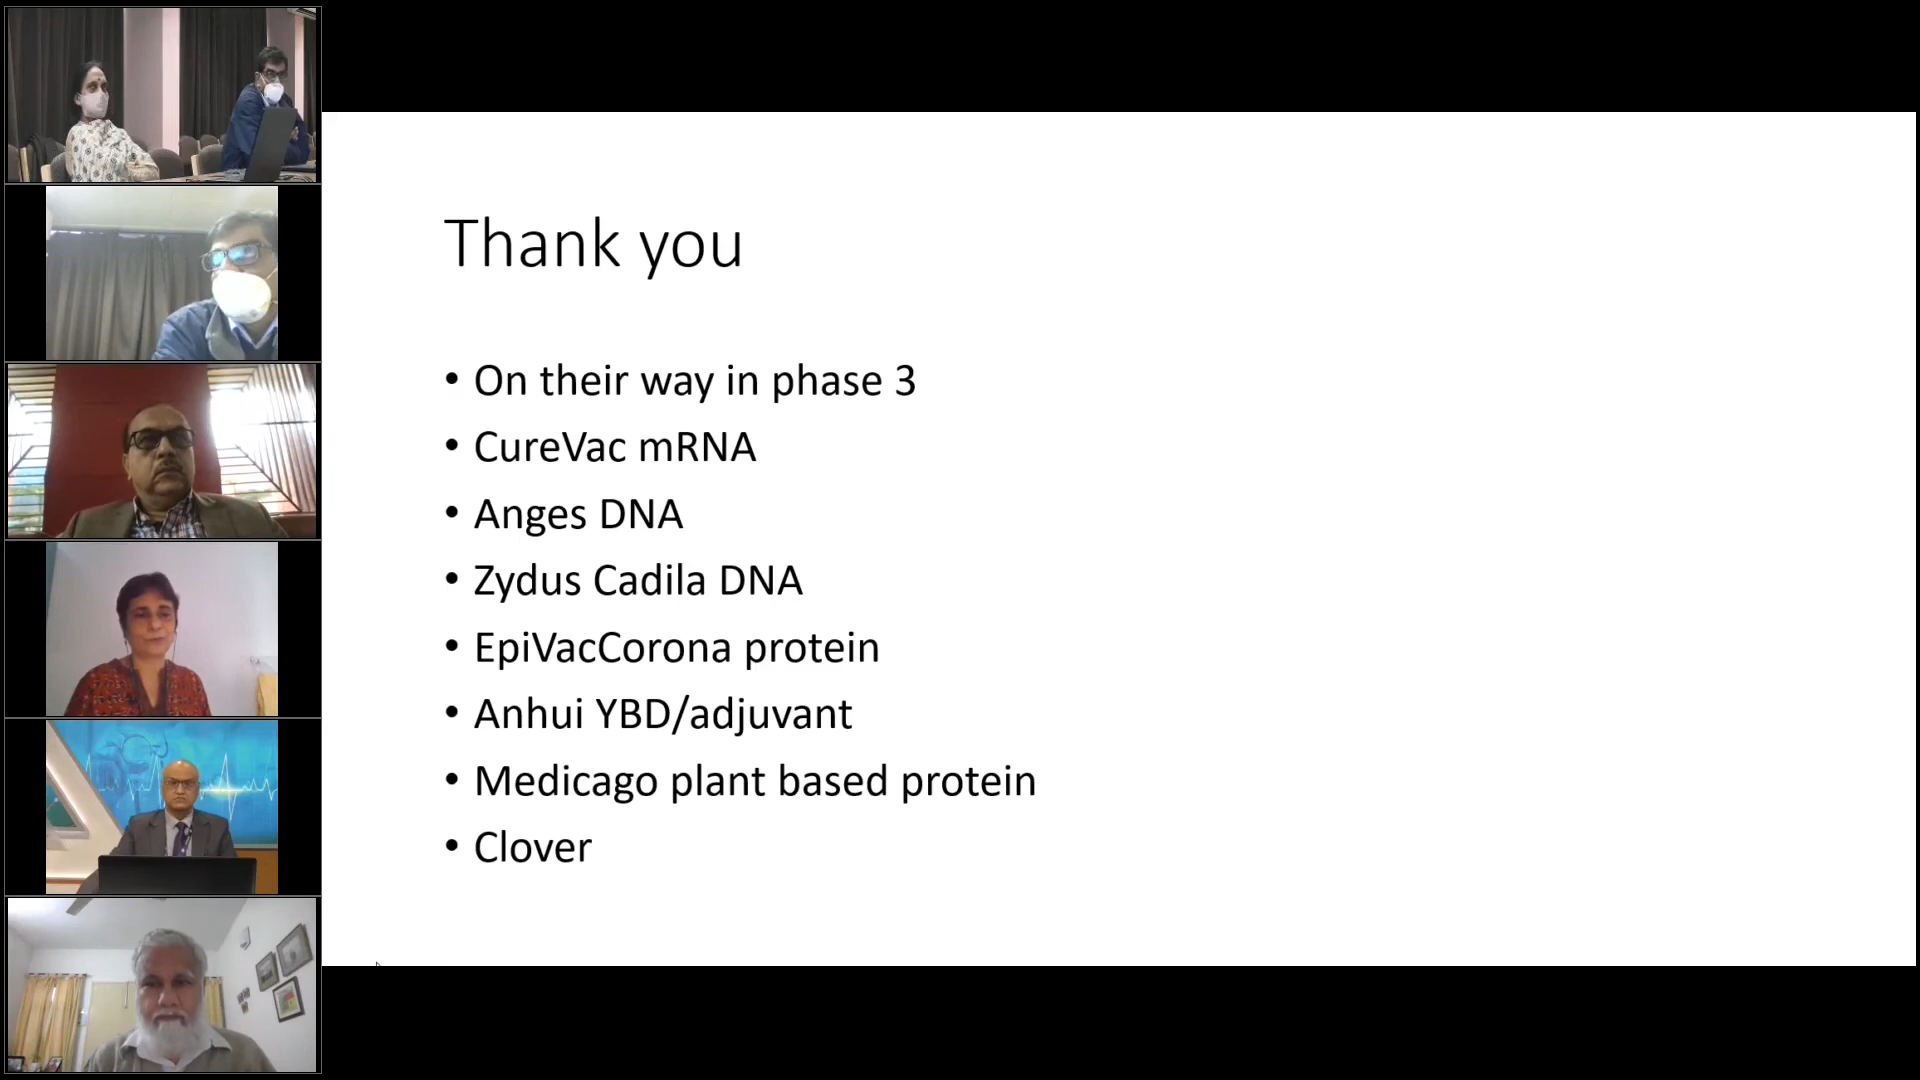 Thank you
• On their way in phase 3
• CureVac mRNA
• Anges DNA
• Zydus Cadila DNA
• EpiVacCorona protein
• Anhui YBD/adjuvant
• Medicago plant based protein
• Clover